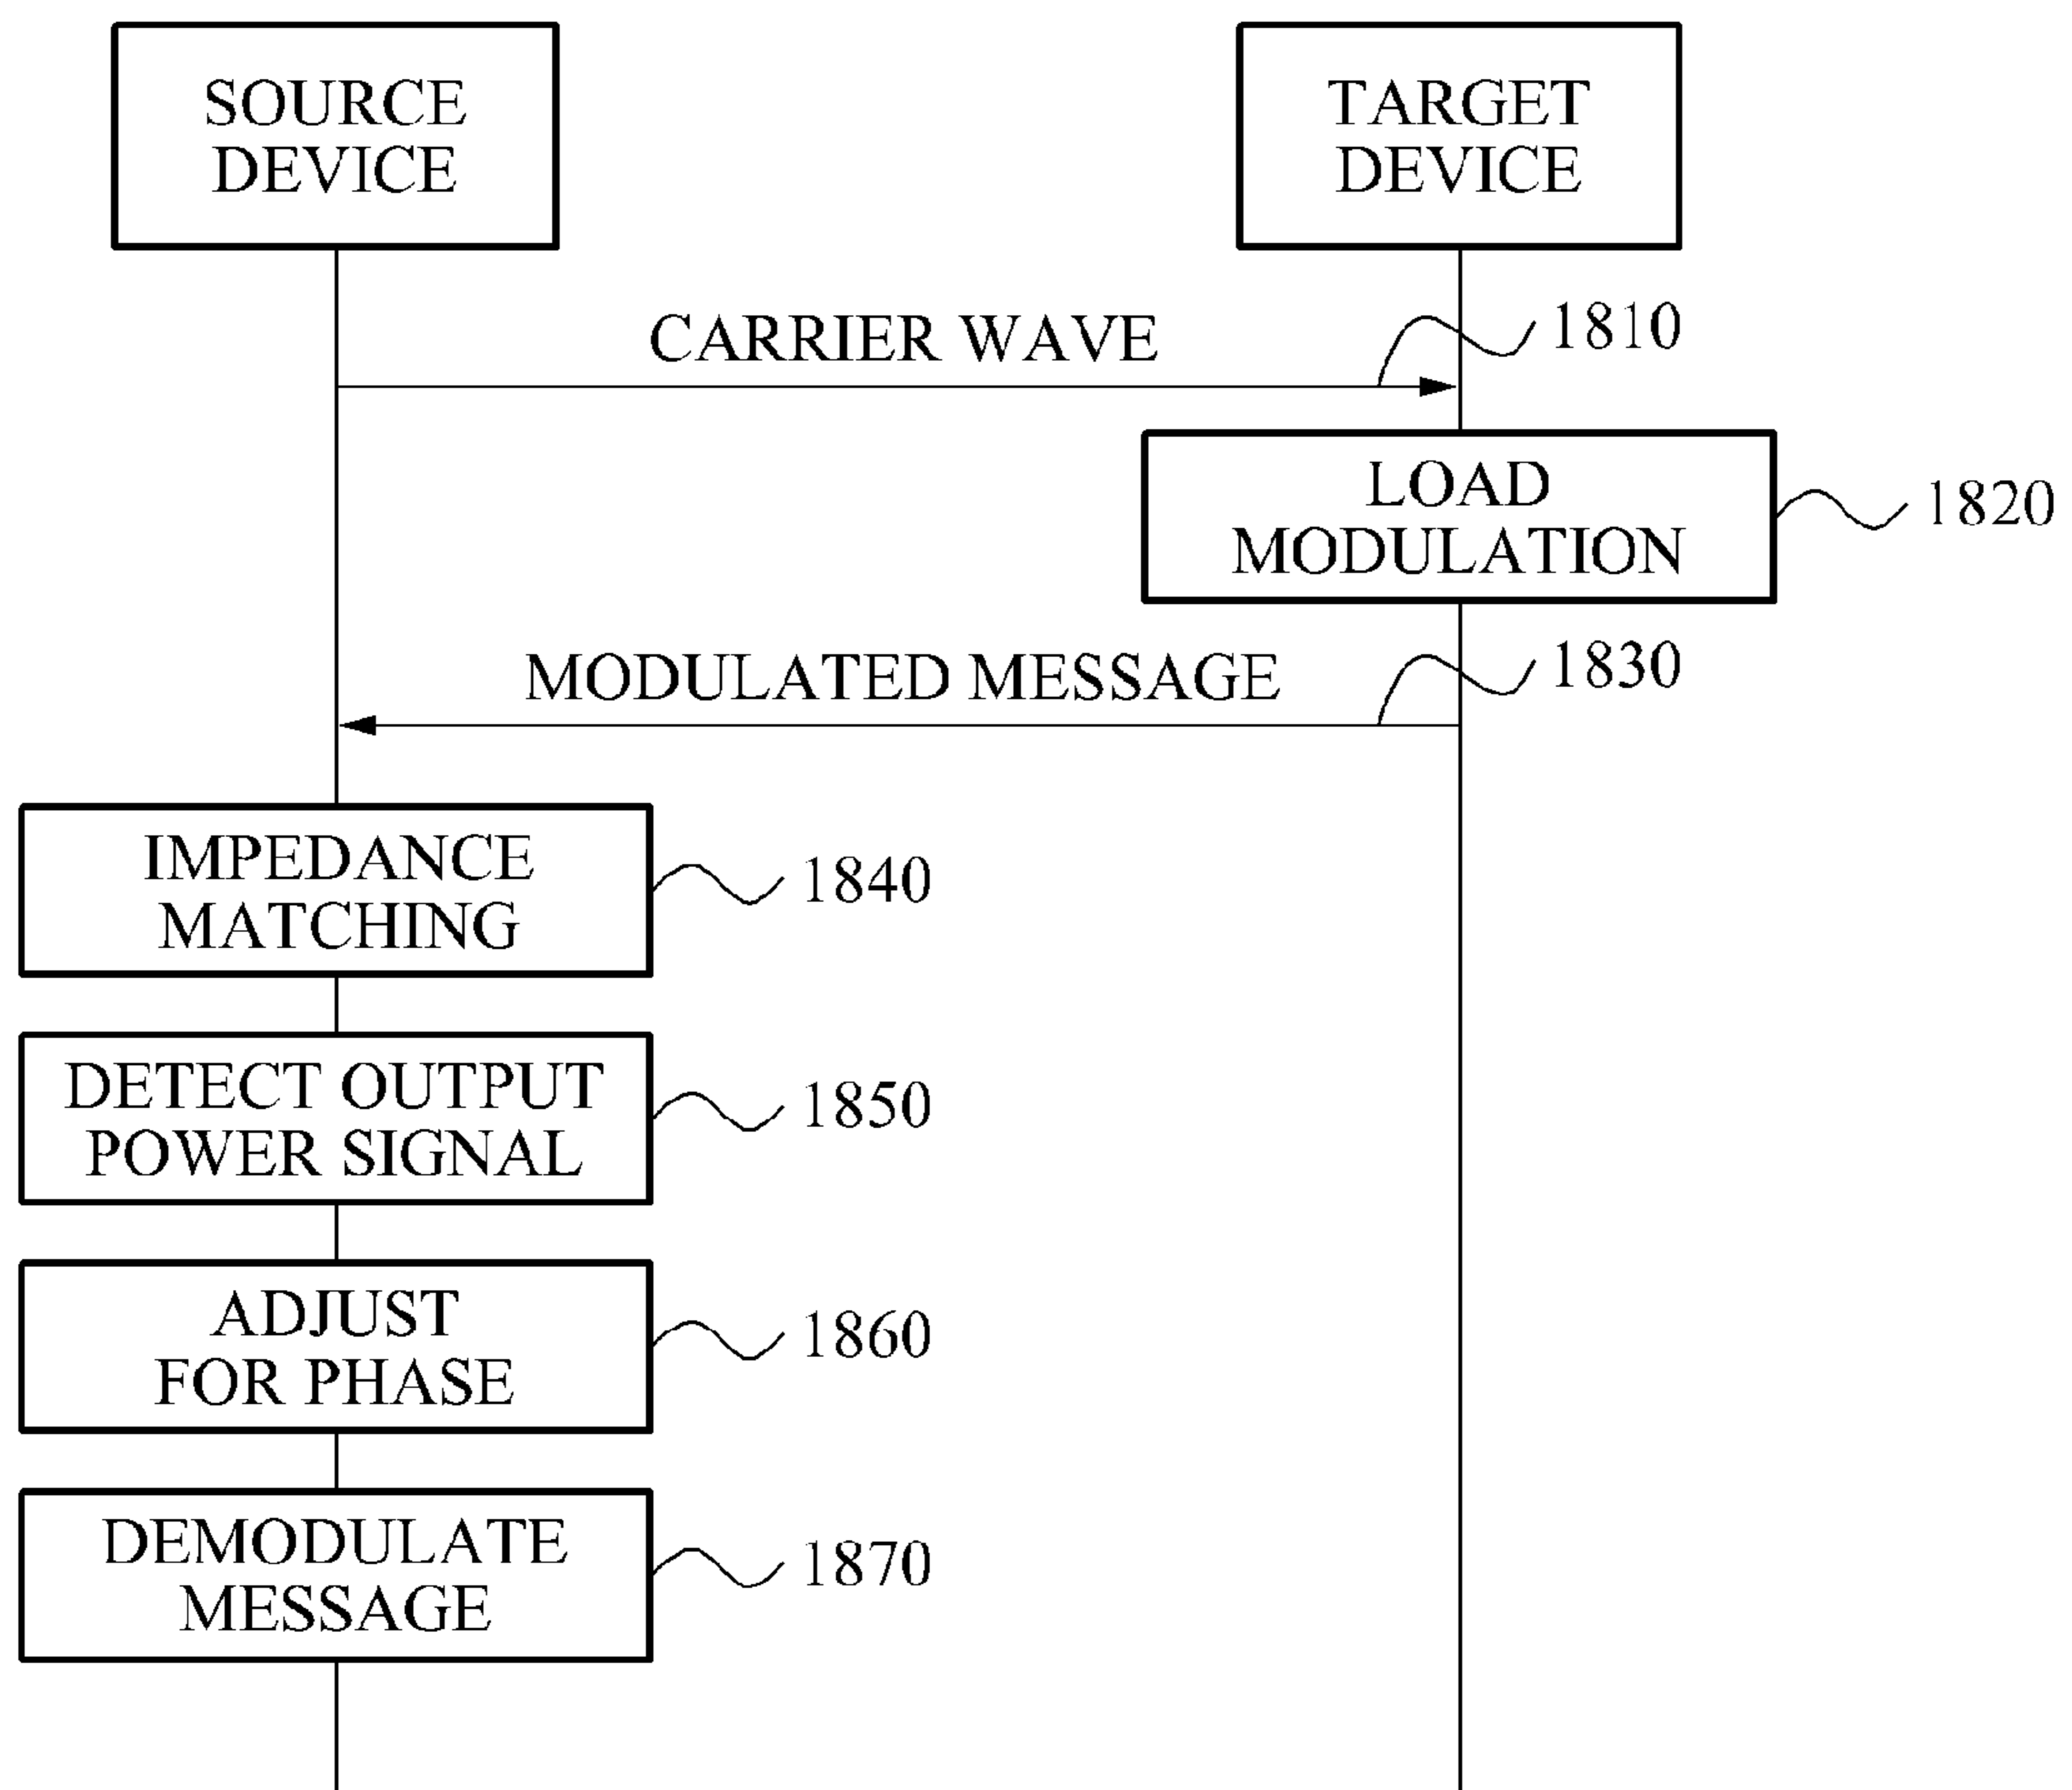 SOURCE
DEVICE
TARGET
DEVICE
CARRIER WAVE
1810
LOAD
MODULATION
1820
MODULATED MESSAGE
1830
IMPEDANCE
MATCHING
1840
DETECT OUTPUT
POWER SIGNAL
1850
ADJUST
FOR PHASE
1860
DEMODULATE
MESSAGE
1870